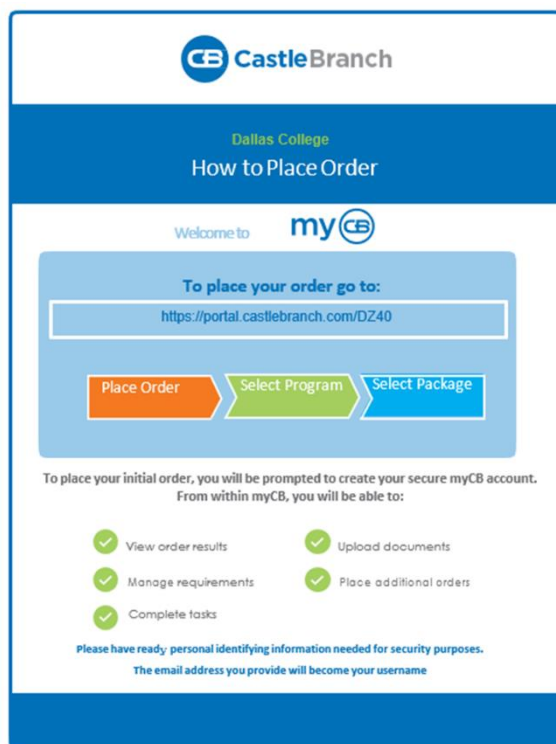 CB CastleBranch
Dallas College
How to Place Order
Welcome to myCB
To place your order go to:
https://portal.castlebranch.com/DZ40
Place Order Select Program Select Package
To place your initial order, you will be prompted to create your secure myCB account.
From within myCB, you will be able to:
View order results Upload documents
Manage requirements Place additional orders
Complete tasks
Please have ready personal identifying information needed for security purposes.
The email address you provide will become your username